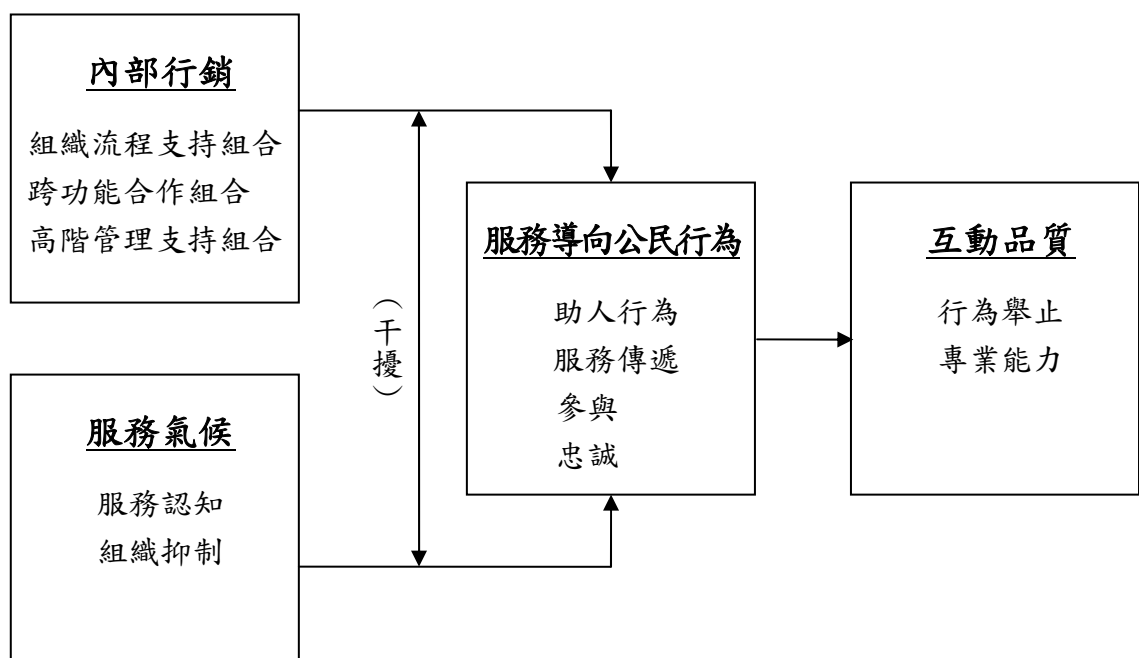 內部行銷
組織流程支持組合
跨功能合作組合
高階管理支持組合
服務氣候
服務認知
組織抑制
（干擾）
服務導向公民行為
助人行為
服務傳遞
參與
忠誠
互動品質
行為舉止
專業能力